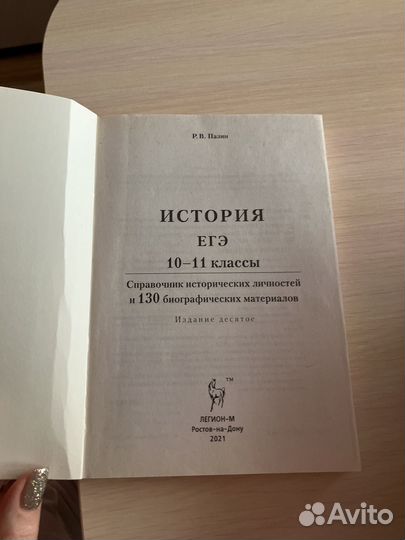 Р. В. Пазин
ИСТОРИЯ
ЕГЭ
10–11 классы
Справочник исторических личностей
и 130 биографических материалов
Издание десятое
TM
ЛЕГИОН-М
Ростов-на-Дону
2021
Avito